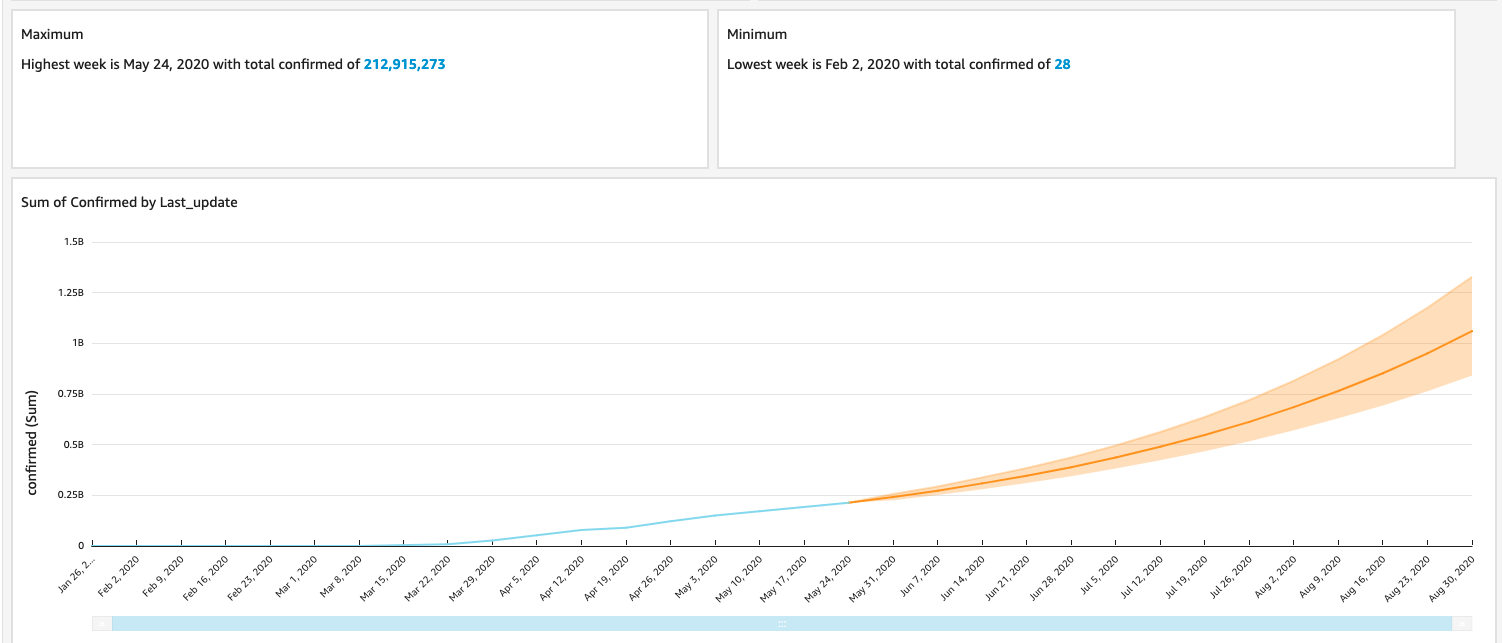 Maximum
Highest week is May 24, 2020 with total confirmed of 212,915,273
Minimum
Lowest week is Feb 2, 2020 with total confirmed of 28
Sum of Confirmed by Last_update
1.5B
1.25B
1B
0.75B
0.5B
0.25B
0
confirmed (Sum)
Jan 26, 2...
Feb 2, 2020
Feb 9, 2020
Feb 16, 2020
Feb 23, 2020
Mar 1, 2020
Mar 8, 2020
Mar 15, 2020
Mar 22, 2020
Mar 29, 2020
Apr 5, 2020
Apr 12, 2020
Apr 19, 2020
Apr 26, 2020
May 3, 2020
May 10, 2020
May 17, 2020
May 24, 2020
May 31, 2020
Jun 7, 2020
Jun 14, 2020
Jun 21, 2020
Jun 28, 2020
Jul 5, 2020
Jul 12, 2020
Jul 19, 2020
Jul 26, 2020
Aug 2, 2020
Aug 9, 2020
Aug 16, 2020
Aug 23, 2020
Aug 30, 2020